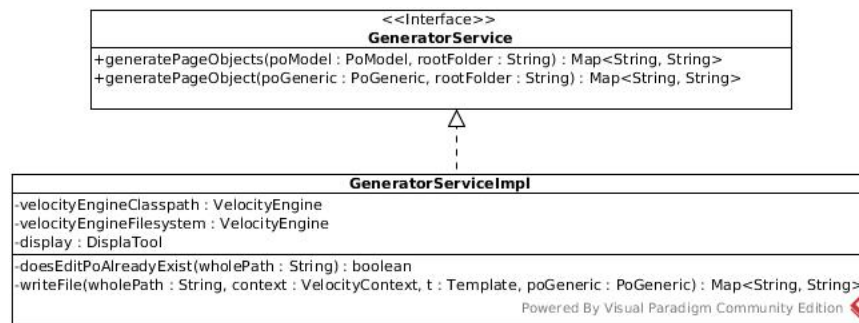 <<Interface>>
GeneratorService
+generatePageObjects(poModel : PoModel, rootFolder : String) : Map<String, String>
+generatePageObject(poGeneric : PoGeneric, rootFolder : String) : Map<String, String>
GeneratorServiceImpl
-velocityEngineClasspath : VelocityEngine
-velocityEngineFilesystem : VelocityEngine
-display : DisplaTool
-doesEditPoAlreadyExist(wholePath : String) : boolean
-writeFile(wholePath : String, context : VelocityContext, t : Template, poGeneric : PoGeneric) : Map<String, String>
Powered By Visual Paradigm Community Edition